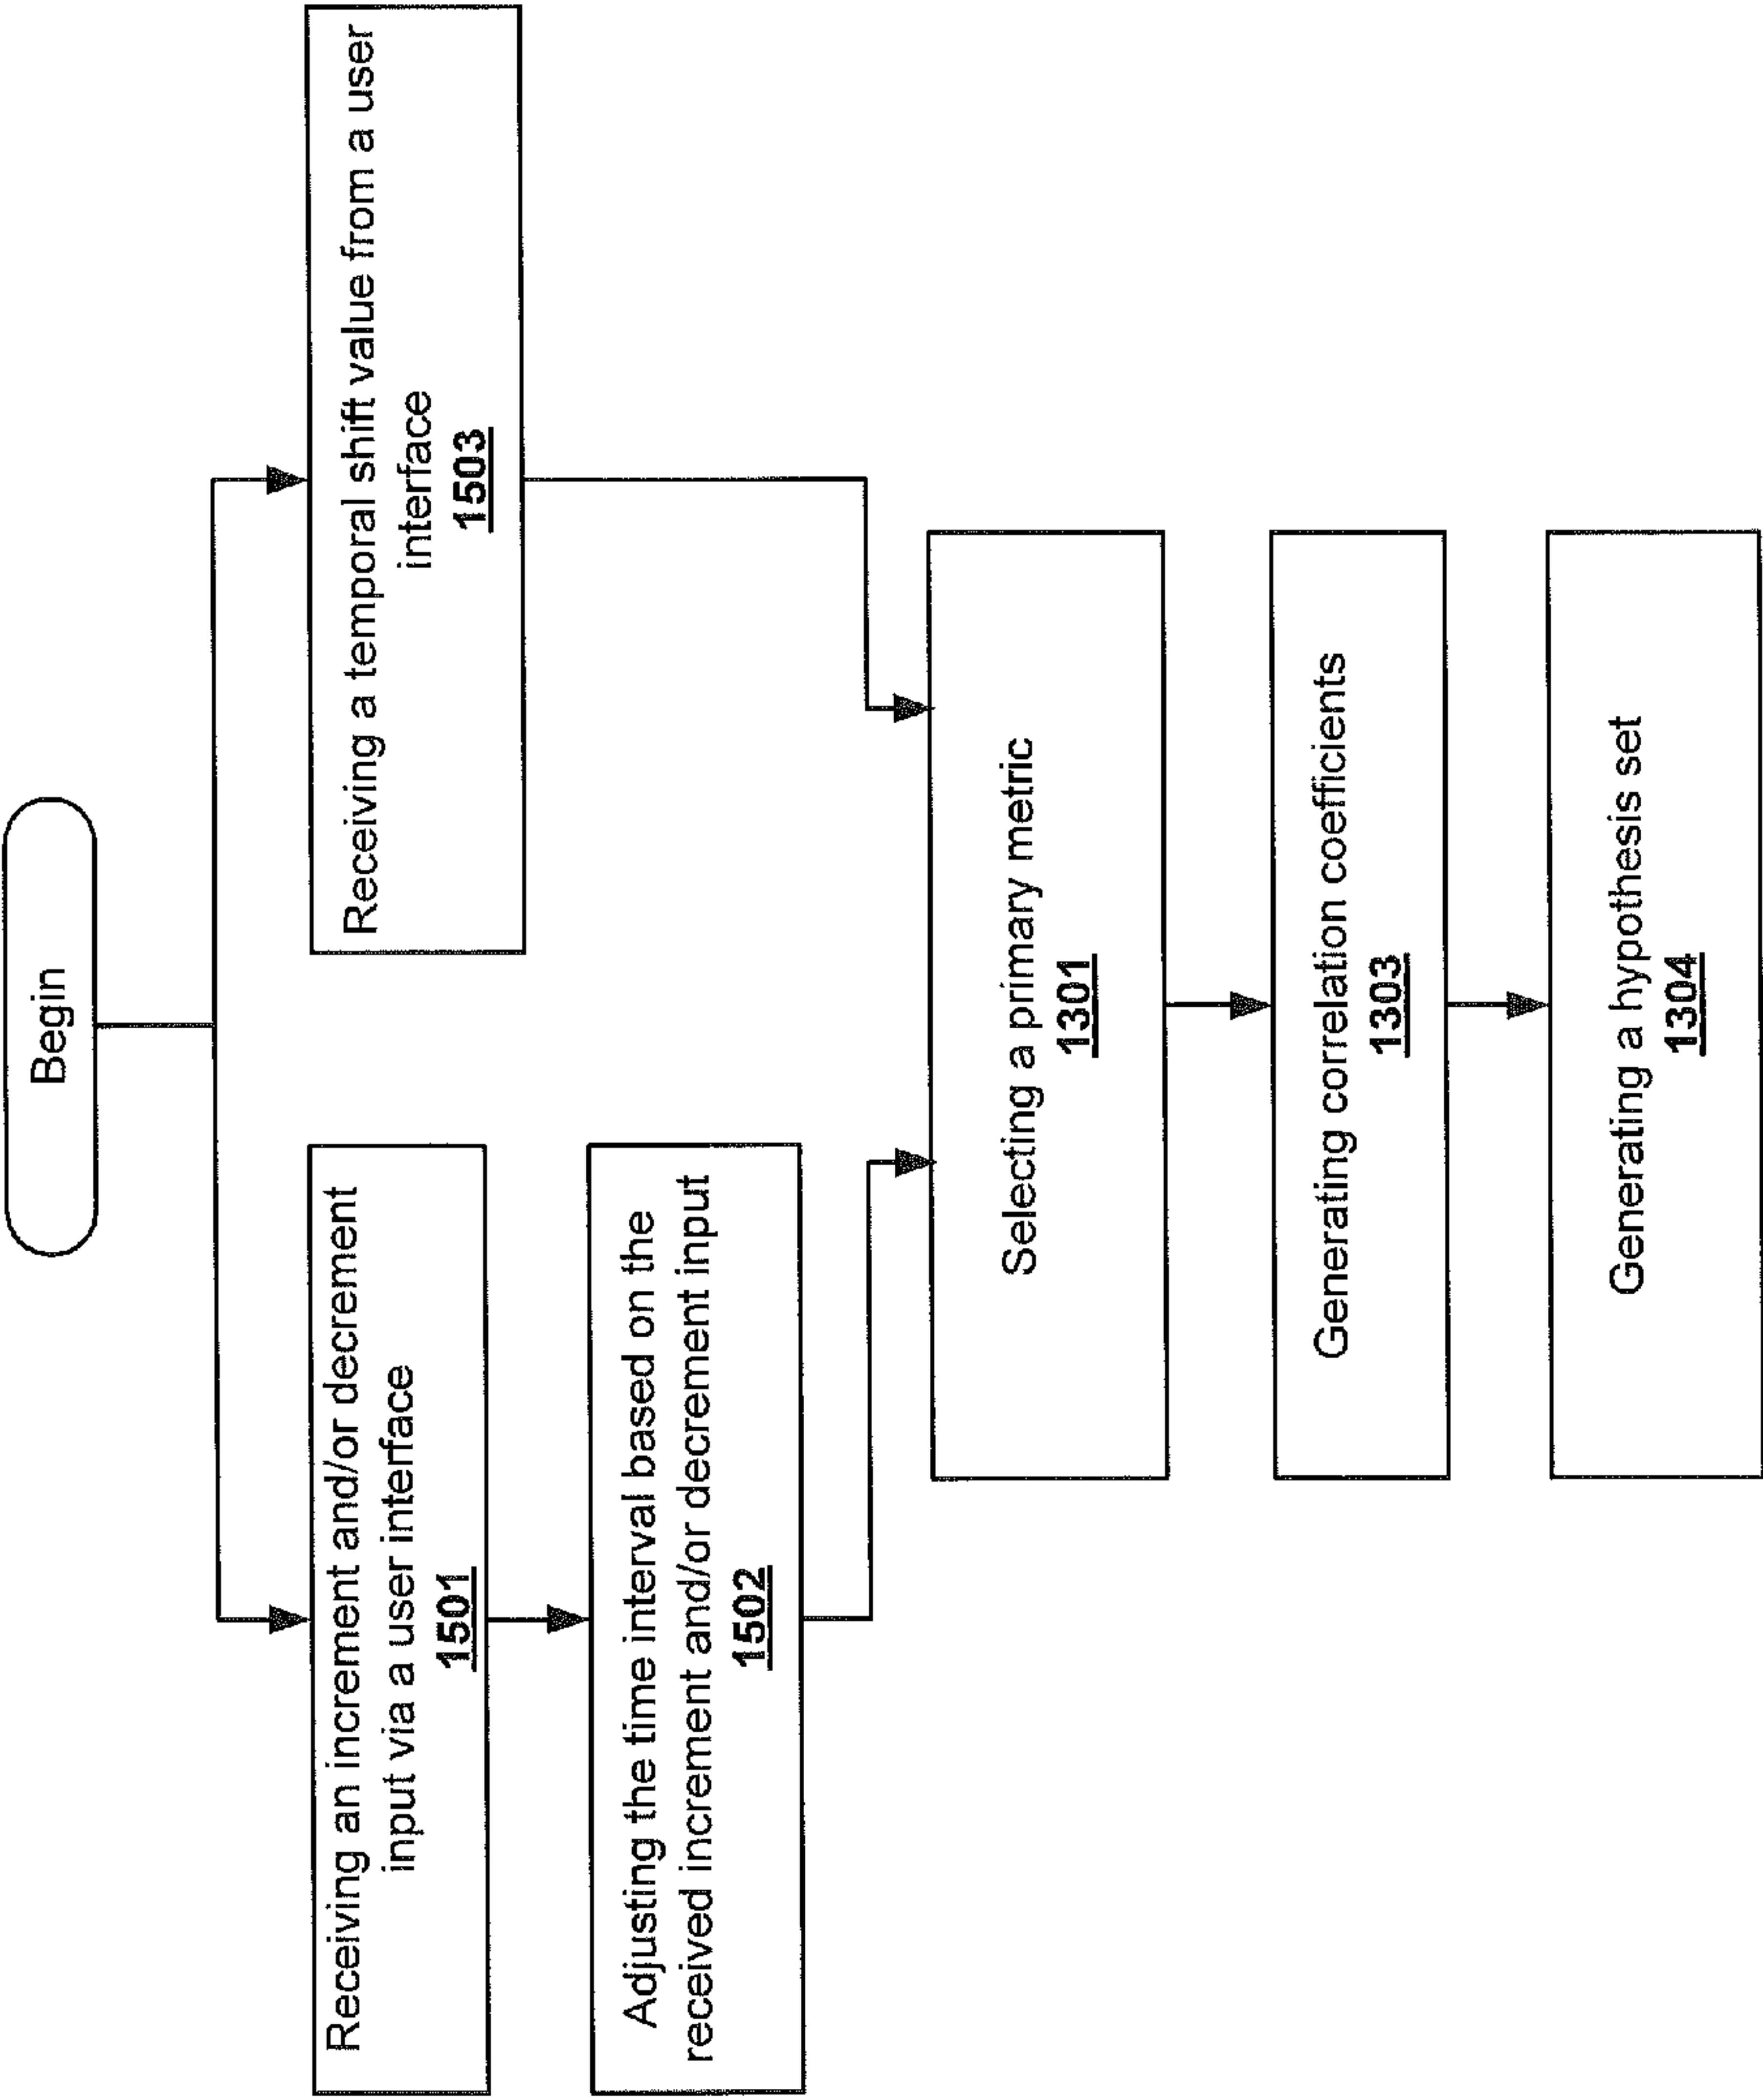 Begin
Receiving an increment and/or decrement
input via a user interface
1501
Adjusting the time interval based on the
received increment and/or decrement input
1502
Receiving a temporal shift value from a user
interface
1503
Selecting a primary metric
1301
Generating correlation coefficients
1303
Generating a hypothesis set
1304